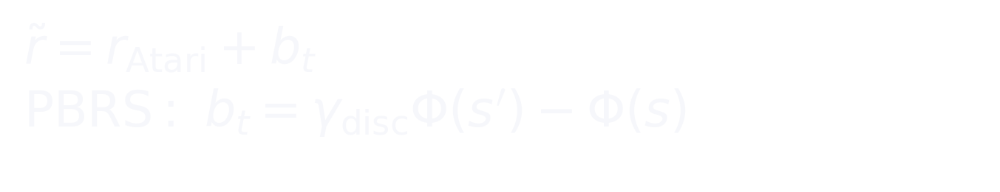 r̃ = r_Atari + b_t
PBRS : b_t = γ_disc Φ(s′) − Φ(s)